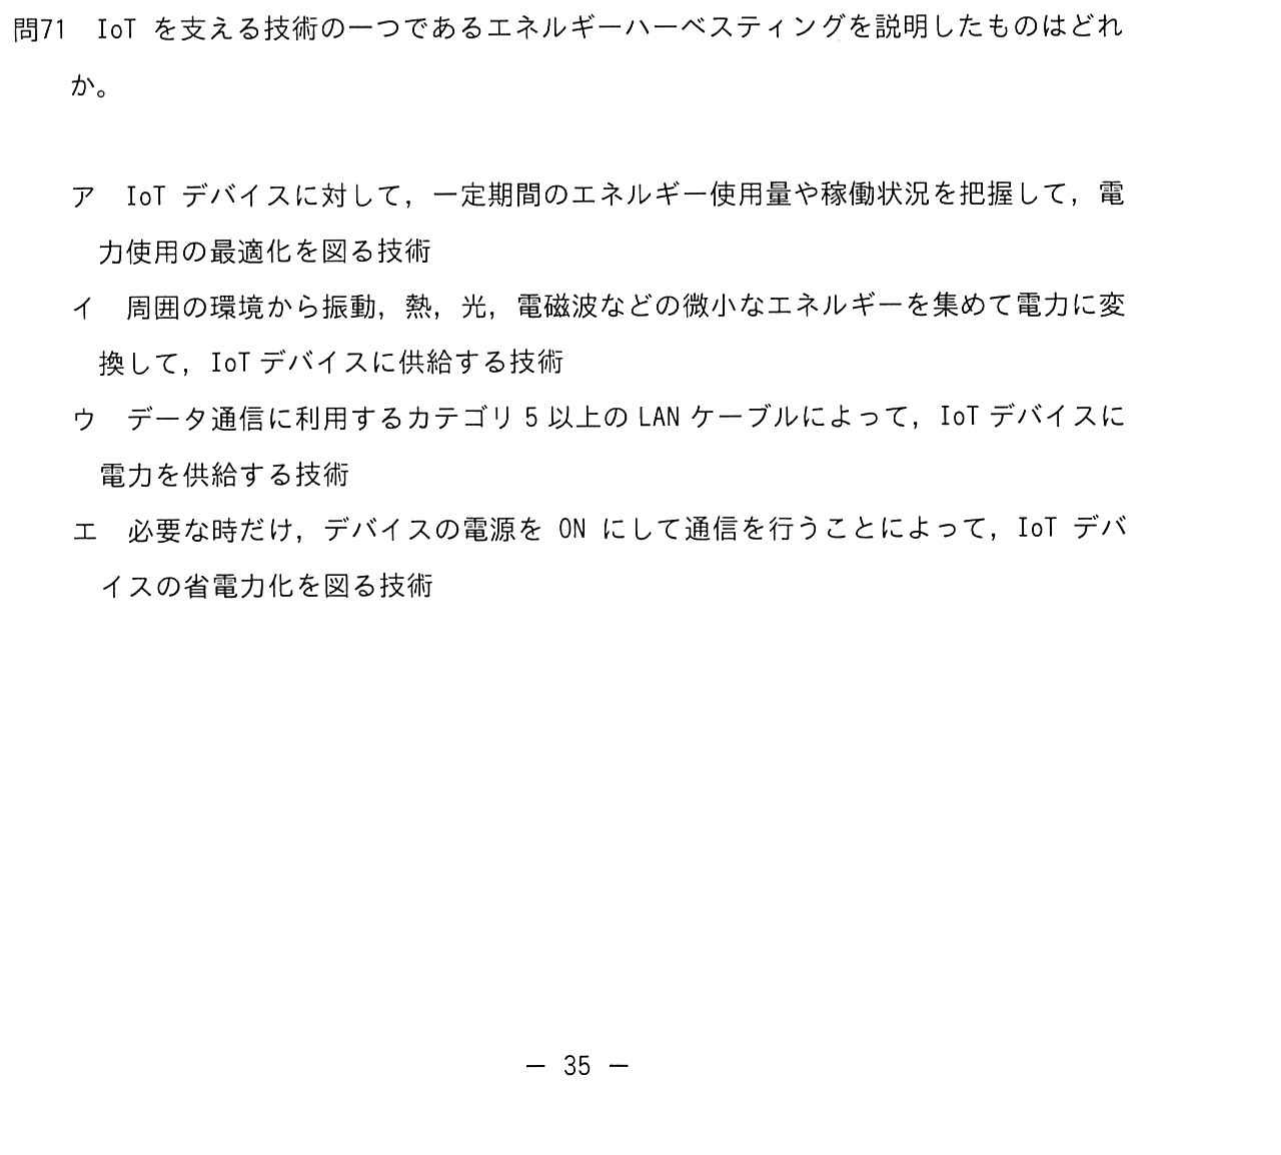 問71 IoT を支える技術の一つであるエネルギーハーベスティングを説明したものはどれ
か。
ア IoT デバイスに対して，一定期間のエネルギー使用量や稼働状況を把握して，電
力使用の最適化を図る技術
イ 周囲の環境から振動，熱，光，電磁波などの微小なエネルギーを集めて電力に変
換して，IoT デバイスに供給する技術
ウ データ通信に利用するカテゴリ 5 以上の LAN ケーブルによって，IoT デバイスに
電力を供給する技術
エ 必要な時だけ，デバイスの電源を ON にして通信を行うことによって，IoT デバ
イスの省電力化を図る技術
― 35 ―